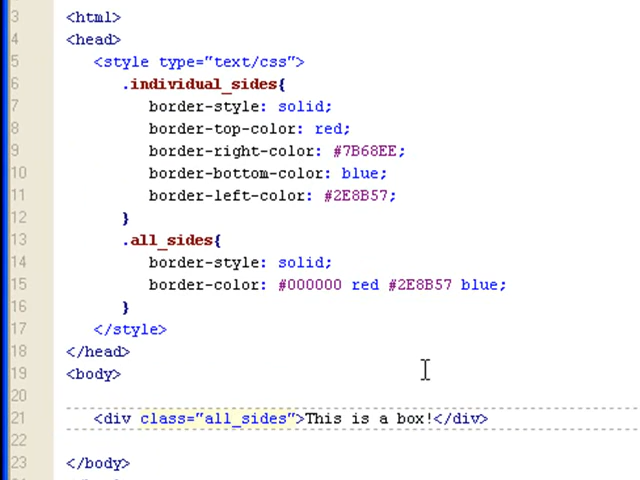 3 <html>
4 <head>
5 <style type="text/css">
6 .individual_sides{
7 border-style: solid;
8 border-top-color: red;
9 border-right-color: #7B68EE;
10 border-bottom-color: blue;
11 border-left-color: #2E8B57;
12 }
13 .all_sides{
14 border-style: solid;
15 border-color: #000000 red #2E8B57 blue;
16 }
17 </style>
18 </head>
19 <body>
20
21 <div class="all_sides">This is a box!</div>
22
23 </body>